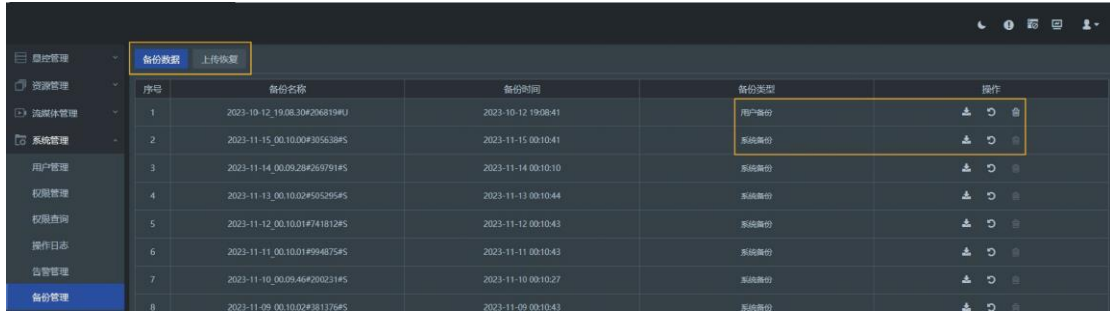 显控管理
资源管理
流媒体管理
系统管理
用户管理
权限管理
权限查询
操作日志
告警管理
备份管理
备份数据 上传恢复
序号 备份名称 备份时间 备份类型 操作
1 2023-10-12_19.08.30#206819#U 2023-10-12 19:08:41 用户备份
2 2023-11-15_00.10.00#305638#S 2023-11-15 00:10:41 系统备份
3 2023-11-14_00.09.28#269791#S 2023-11-14 00:10:10 系统备份
4 2023-11-13_00.10.02#505295#S 2023-11-13 00:10:44 系统备份
5 2023-11-12_00.10.01#741812#S 2023-11-12 00:10:43 系统备份
6 2023-11-11_00.10.01#994875#S 2023-11-11 00:10:43 系统备份
7 2023-11-10_00.09.46#200231#S 2023-11-10 00:10:27 系统备份
8 2023-11-09_00.10.02#381376#S 2023-11-09 00:10:43 系统备份